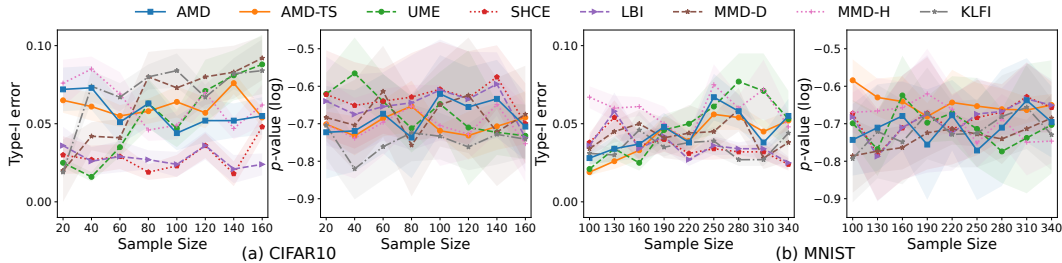 AMD AMD-TS UME SHCE LBI MMD-D MMD-H KLFI
Type-I error
0.10
0.05
0.00
20 40 60 80 100 120 140 160
Sample Size
p-value (log)
−0.5
−0.6
−0.7
−0.8
−0.9
20 40 60 80 100 120 140 160
Sample Size
(a) CIFAR10
Type-I error
0.10
0.05
0.00
100 130 160 190 220 250 280 310 340
Sample Size
p-value (log)
−0.5
−0.6
−0.7
−0.8
−0.9
100 130 160 190 220 250 280 310 340
Sample Size
(b) MNIST